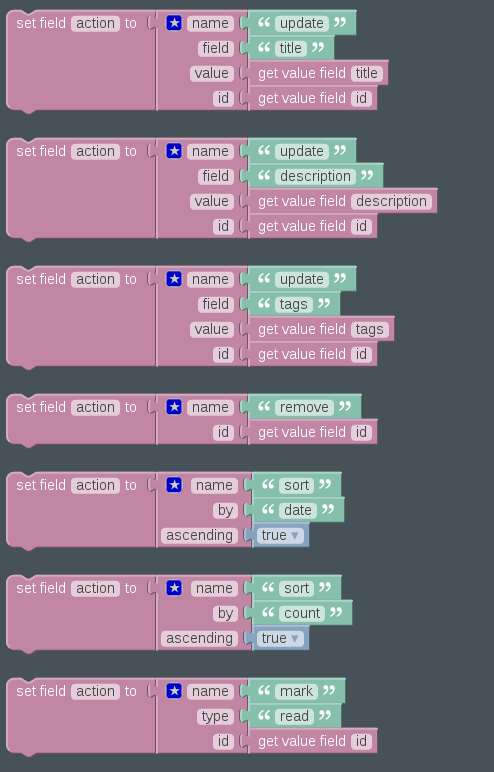 set field action to name “ update ”
field “ title ”
value get value field title
id get value field id
set field action to name “ update ”
field “ description ”
value get value field description
id get value field id
set field action to name “ update ”
field “ tags ”
value get value field tags
id get value field id
set field action to name “ remove ”
id get value field id
set field action to name “ sort ”
by “ date ”
ascending true
set field action to name “ sort ”
by “ count ”
ascending true
set field action to name “ mark ”
type “ read ”
id get value field id